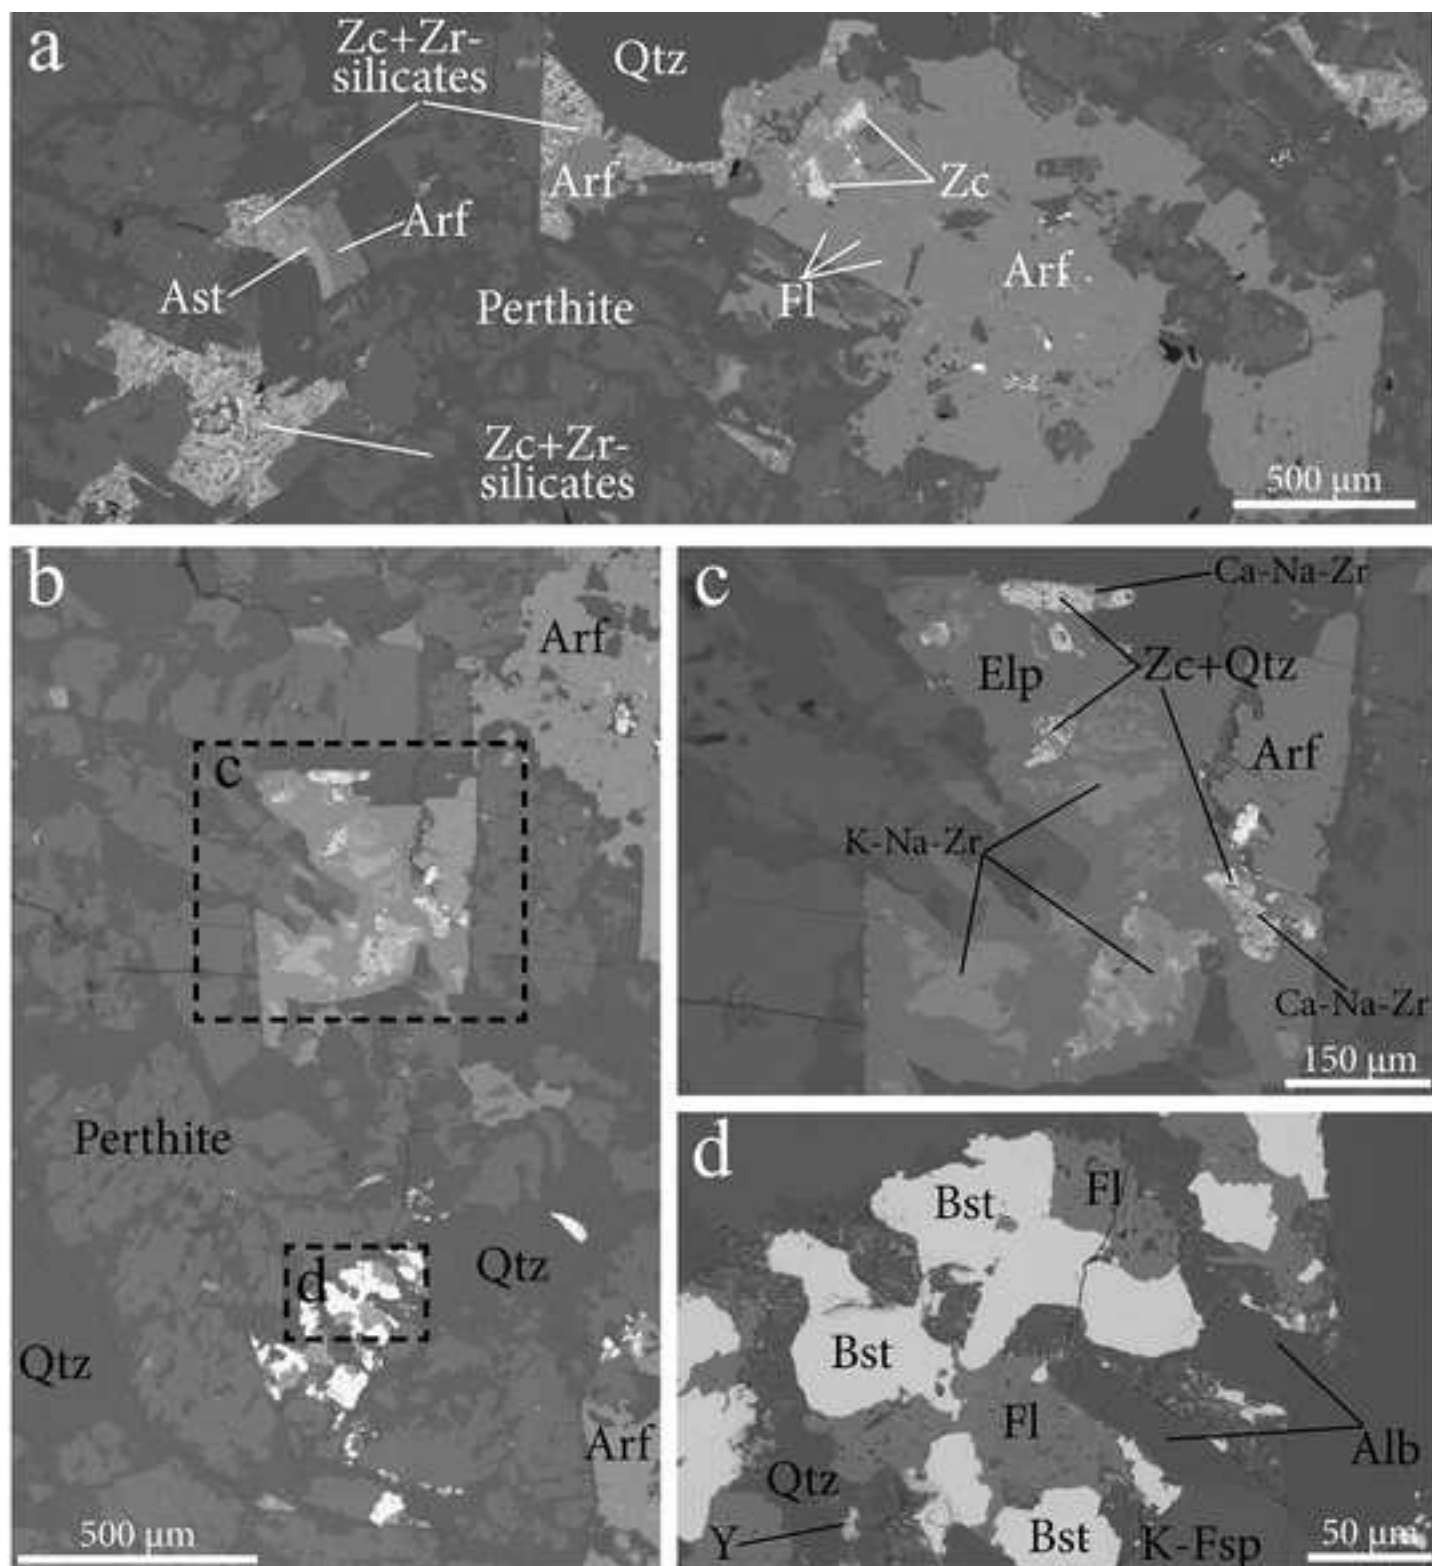 a
Zc+Zr-
silicates
Qtz
Arf
Zc
Arf
Ast
Perthite
Fl
Arf
Zc+Zr-
silicates
500 μm
b
Arf
c
Perthite
Qtz
d
Qtz
Arf
500 μm
c
Ca-Na-Zr
Elp
Zc+Qtz
Arf
K-Na-Zr
Ca-Na-Zr
150 μm
d
Bst
Fl
Bst
Fl
Alb
Qtz
Y
Bst
K-Fsp
50 μm